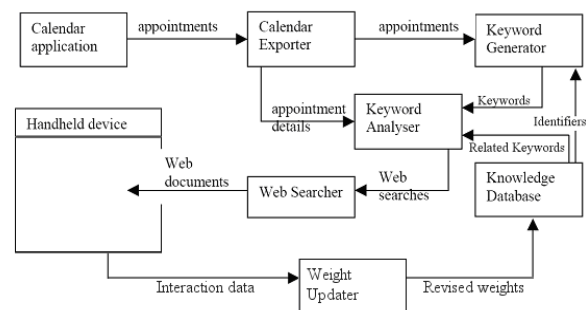 Calendar
application
appointments
Calendar
Exporter
appointments
Keyword
Generator
appointment
details
Keyword
Analyser
Keywords
Identifiers
Related Keywords
Handheld device
Web
documents
Web Searcher
Web
searches
Knowledge
Database
Interaction data
Weight
Updater
Revised weights